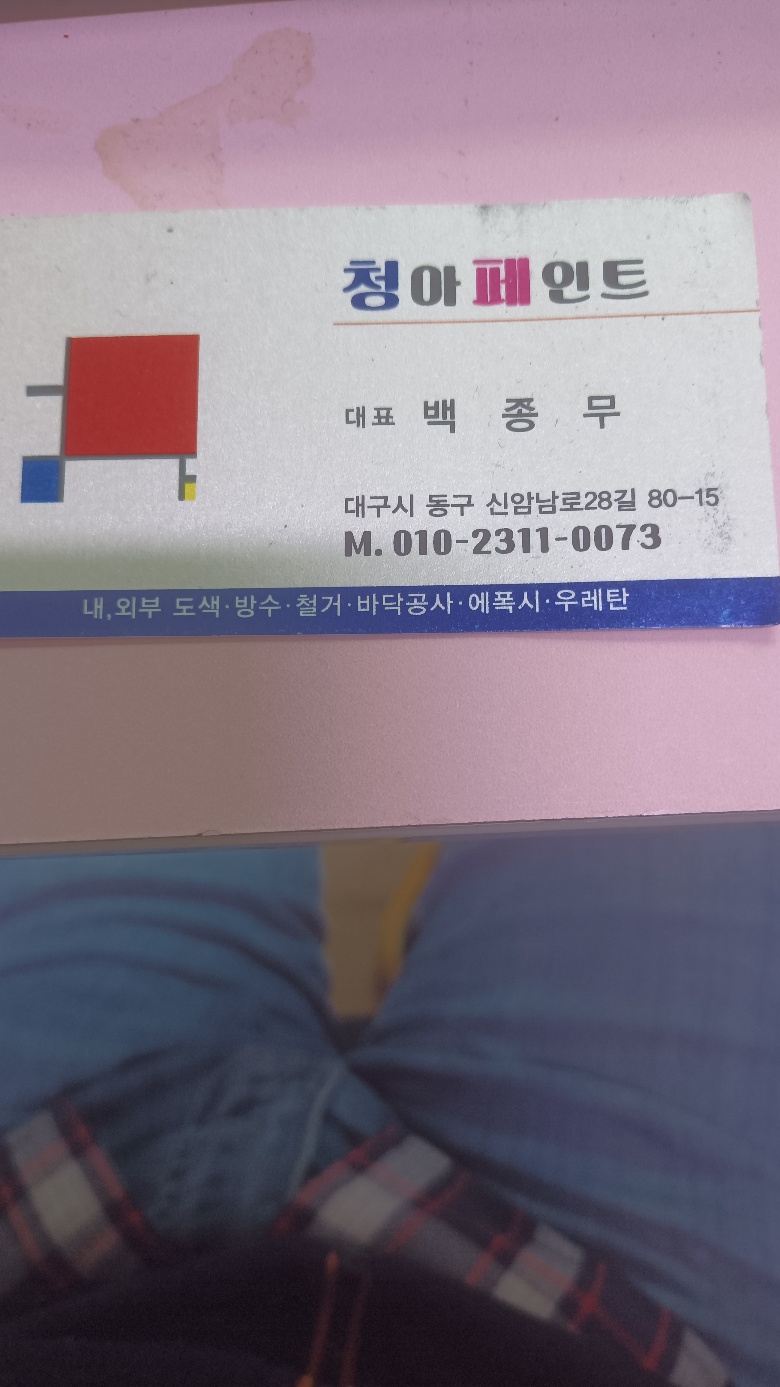 청아페인트
대표 백 종 무
대구시 동구 신암남로28길 80-15
M. 010-2311-0073
내,외부 도색·방수·철거·바닥공사·에폭시·우레탄